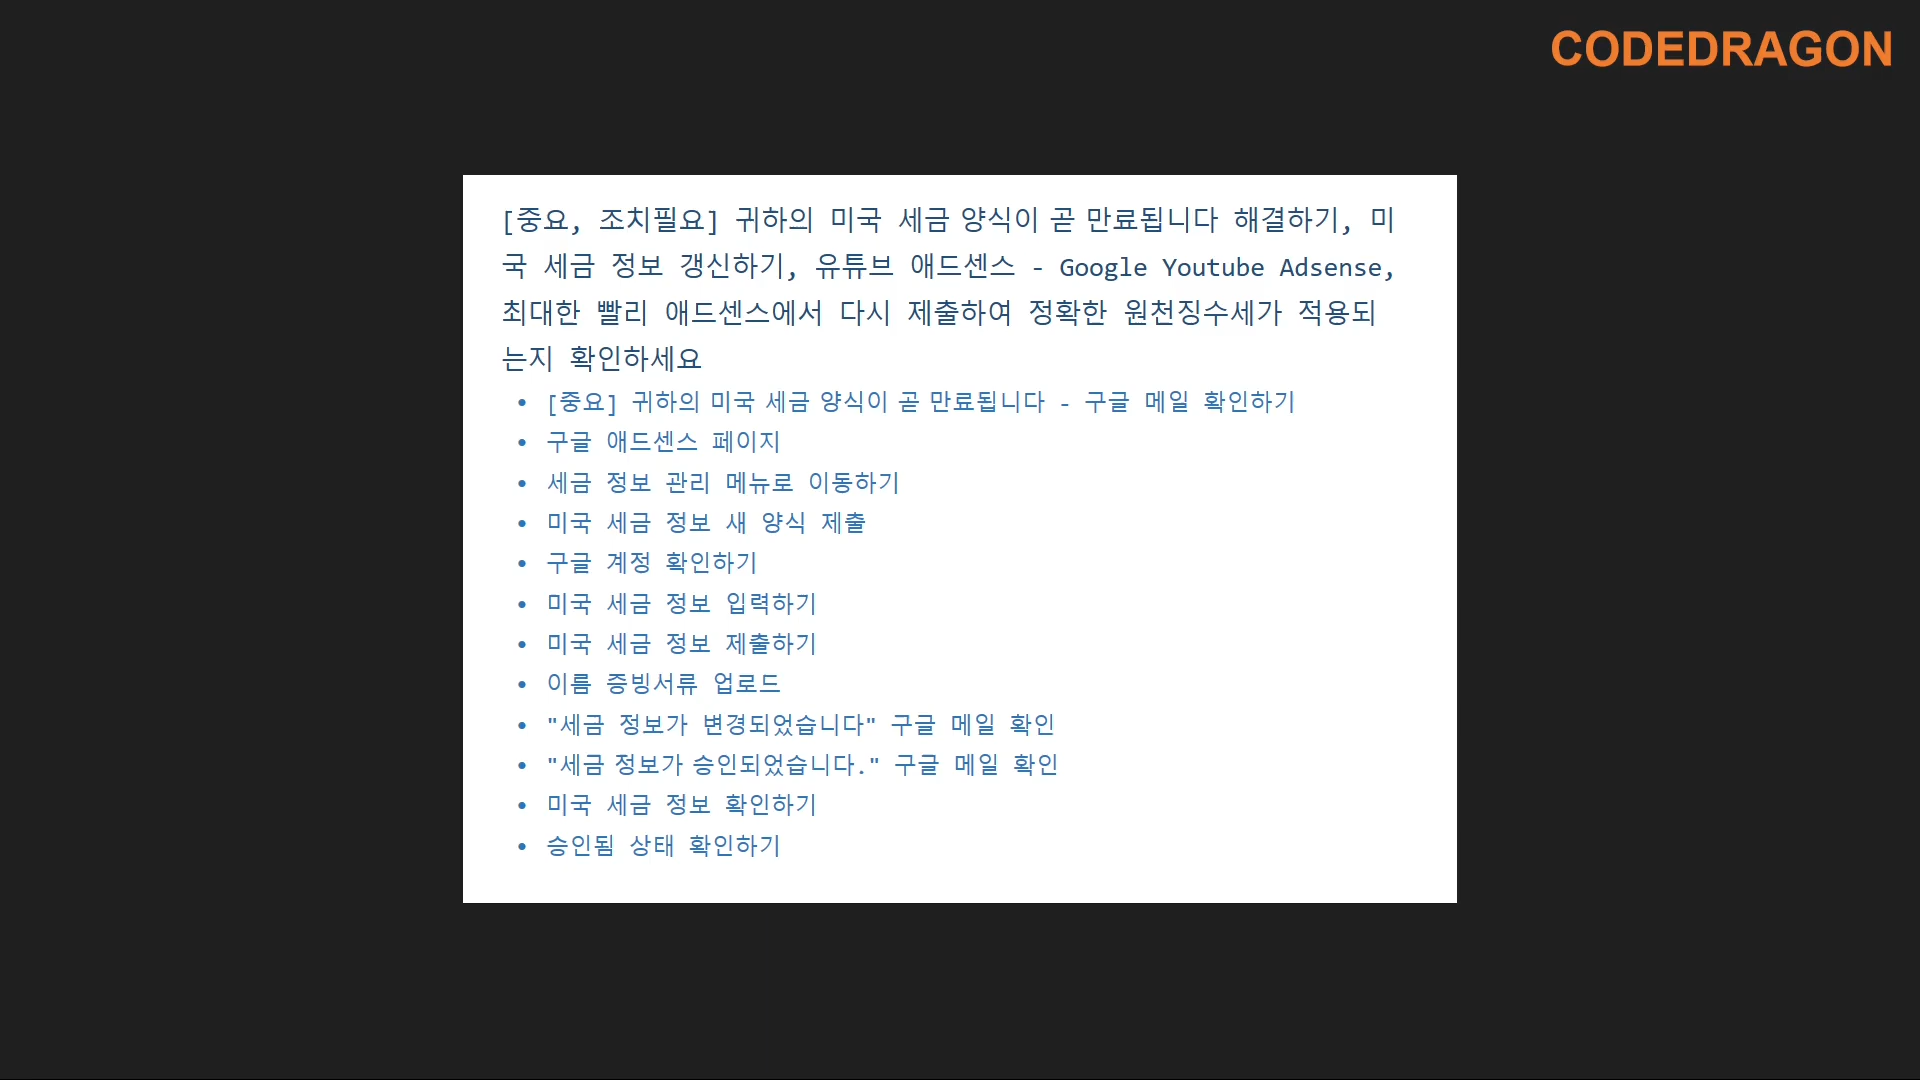 CODEDRAGON
[중요, 조치필요] 귀하의 미국 세금 양식이 곧 만료됩니다 해결하기, 미
국 세금 정보 갱신하기, 유튜브 애드센스 - Google Youtube Adsense,
최대한 빨리 애드센스에서 다시 제출하여 정확한 원천징수세가 적용되
는지 확인하세요
• [중요] 귀하의 미국 세금 양식이 곧 만료됩니다 - 구글 메일 확인하기
• 구글 애드센스 페이지
• 세금 정보 관리 메뉴로 이동하기
• 미국 세금 정보 새 양식 제출
• 구글 계정 확인하기
• 미국 세금 정보 입력하기
• 미국 세금 정보 제출하기
• 이름 증빙서류 업로드
• "세금 정보가 변경되었습니다" 구글 메일 확인
• "세금 정보가 승인되었습니다." 구글 메일 확인
• 미국 세금 정보 확인하기
• 승인됨 상태 확인하기